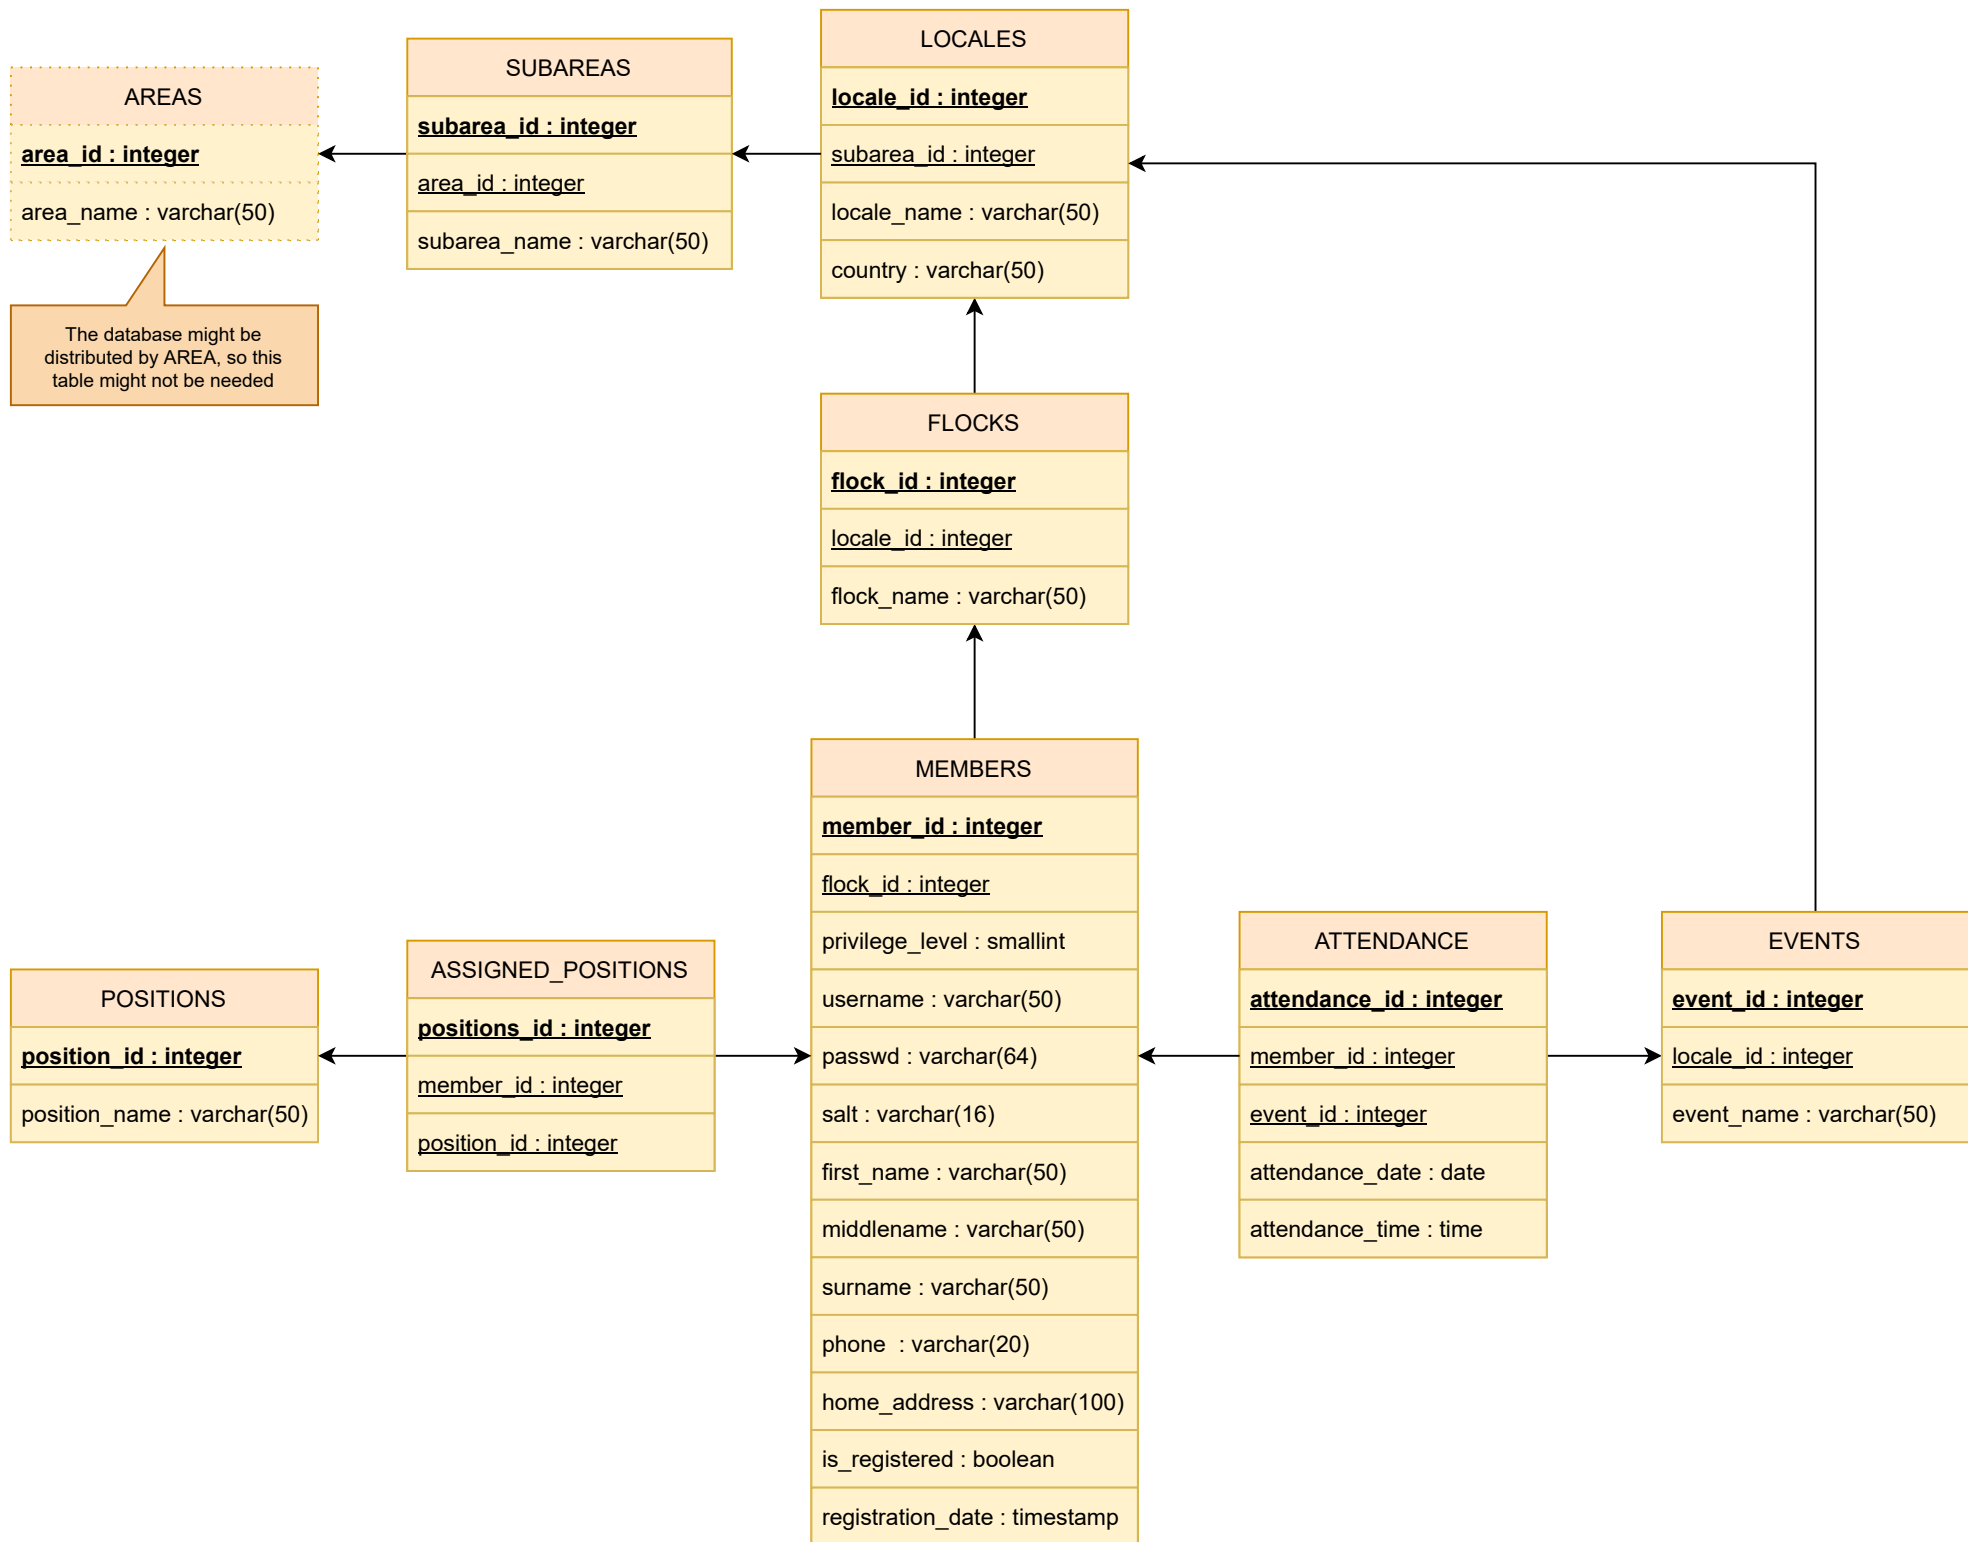 AREAS
area_id : integer
area_name : varchar(50)
The database might be
distributed by AREA, so this
table might not be needed
SUBAREAS
subarea_id : integer
area_id : integer
subarea_name : varchar(50)
LOCALES
locale_id : integer
subarea_id : integer
locale_name : varchar(50)
country : varchar(50)
FLOCKS
flock_id : integer
locale_id : integer
flock_name : varchar(50)
POSITIONS
position_id : integer
position_name : varchar(50)
ASSIGNED_POSITIONS
positions_id : integer
member_id : integer
position_id : integer
MEMBERS
member_id : integer
flock_id : integer
privilege_level : smallint
username : varchar(50)
passwd : varchar(64)
salt : varchar(16)
first_name : varchar(50)
middlename : varchar(50)
surname : varchar(50)
phone  : varchar(20)
home_address : varchar(100)
is_registered : boolean
registration_date : timestamp
ATTENDANCE
attendance_id : integer
member_id : integer
event_id : integer
attendance_date : date
attendance_time : time
EVENTS
event_id : integer
locale_id : integer
event_name : varchar(50)